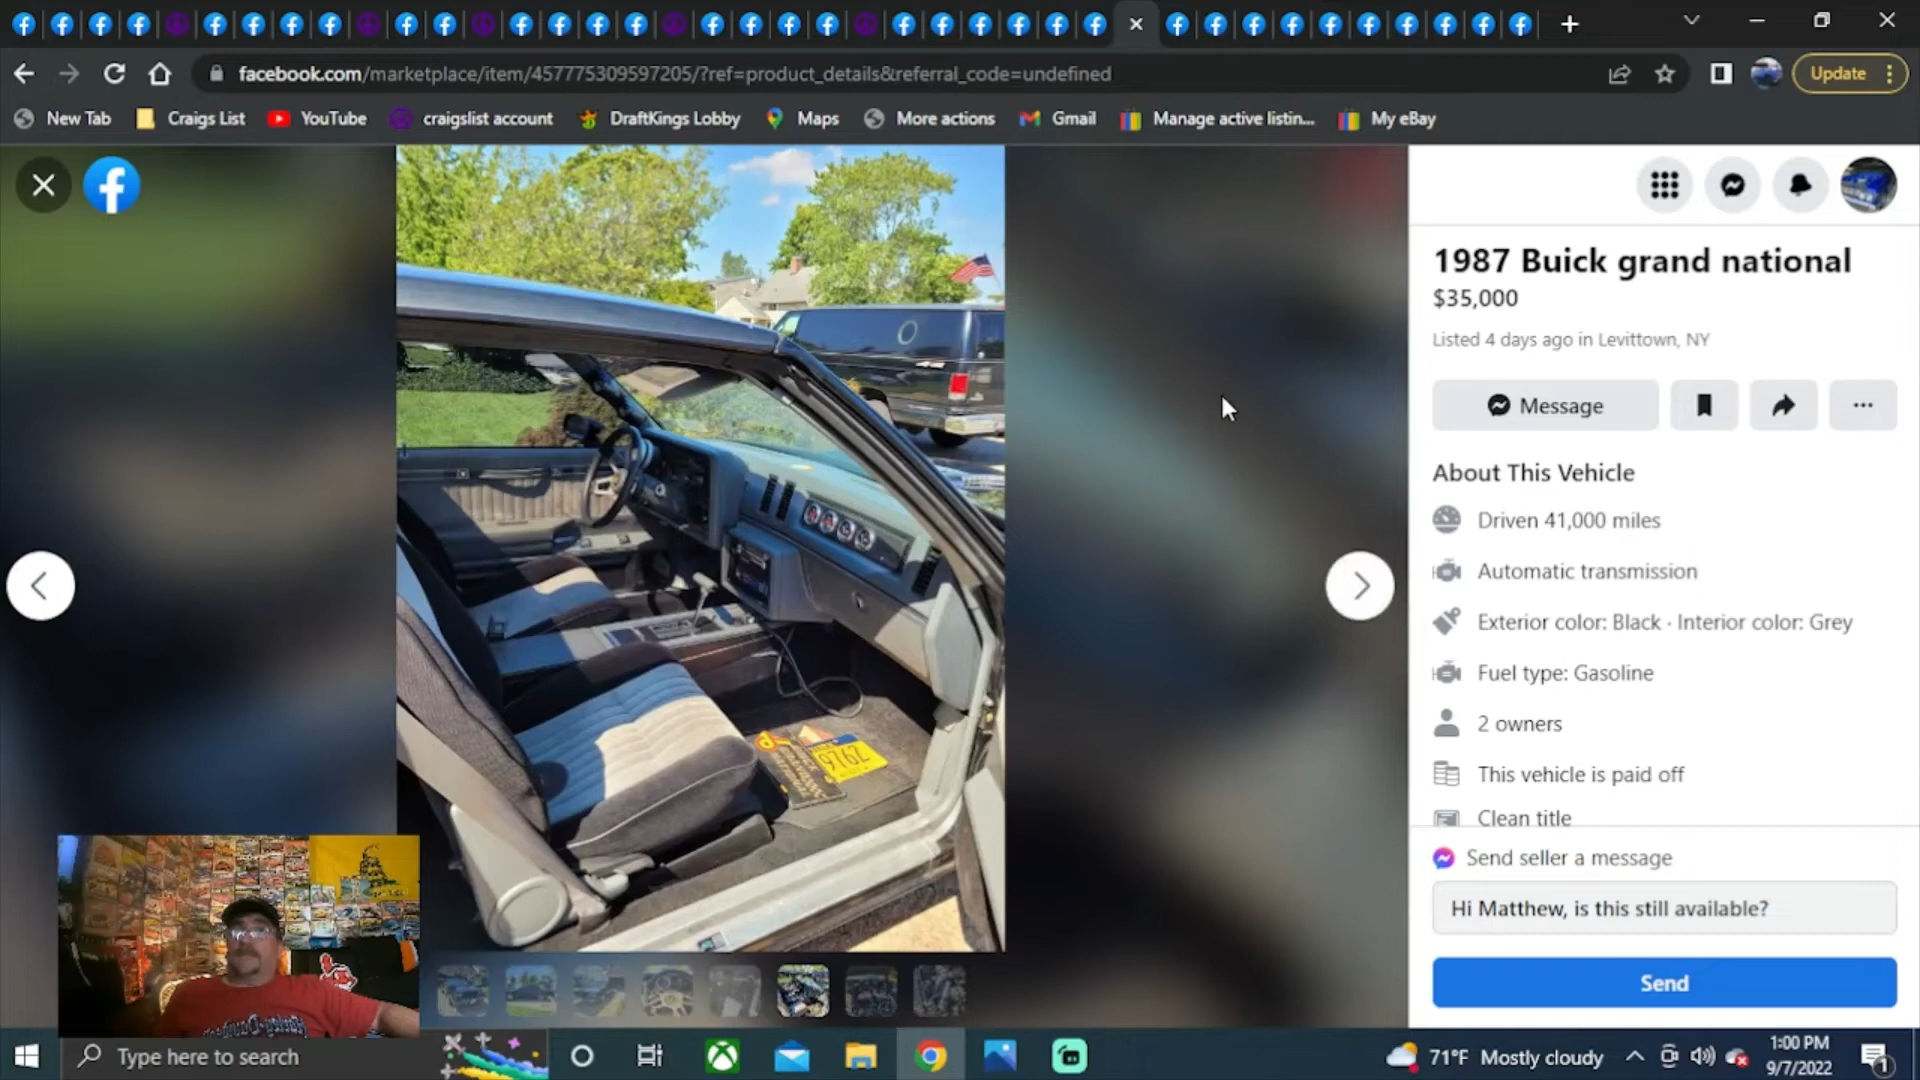 facebook.com/marketplace/item/457775309597205/?ref=product_details&referral_code=undefined
Update
New Tab
Craigs List
YouTube
craigslist account
DraftKings Lobby
Maps
More actions
Gmail
Manage active listin...
My eBay
1987 Buick grand national
$35,000
Listed 4 days ago in Levittown, NY
Message
About This Vehicle
Driven 41,000 miles
Automatic transmission
Exterior color: Black · Interior color: Grey
Fuel type: Gasoline
2 owners
This vehicle is paid off
Clean title
Send seller a message
Hi Matthew, is this still available?
Send
9762
Type here to search
71°F Mostly cloudy
1:00 PM
9/7/2022
1